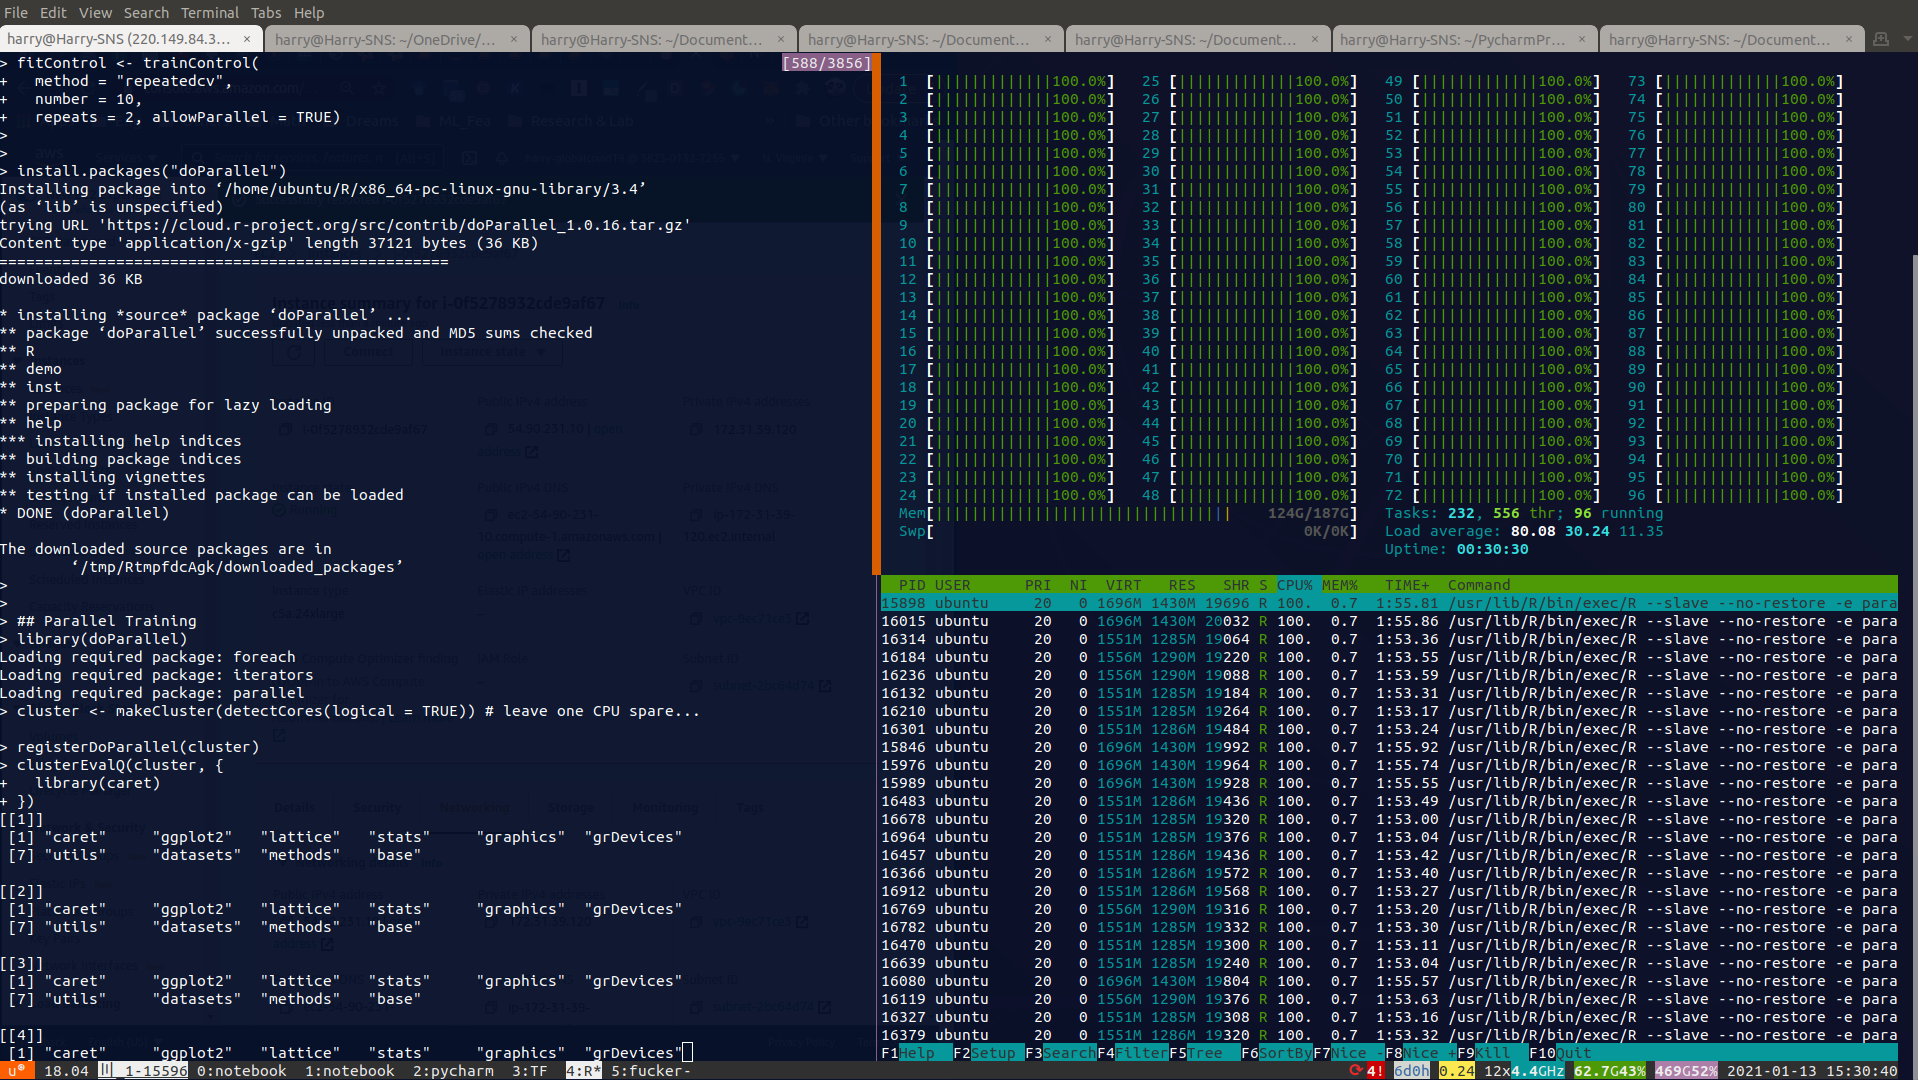 File Edit View Search Terminal Tabs Help
harry@Harry-SNS (220.149.84.3... × harry@Harry-SNS: ~/OneDrive/... × harry@Harry-SNS: ~/Document... × harry@Harry-SNS: ~/Document... × harry@Harry-SNS: ~/Document... × harry@Harry-SNS: ~/PycharmPr... × harry@Harry-SNS: ~/Document... ×
> fitControl <- trainControl( [588/3856]
+   method = "repeatedcv",
+   number = 10,
+   repeats = 2, allowParallel = TRUE)
>
>
> install.packages("doParallel")
Installing package into ‘/home/ubuntu/R/x86_64-pc-linux-gnu-library/3.4’
(as ‘lib’ is unspecified)
trying URL 'https://cloud.r-project.org/src/contrib/doParallel_1.0.16.tar.gz'
Content type 'application/x-gzip' length 37121 bytes (36 KB)
==================================================
downloaded 36 KB
* installing *source* package ‘doParallel’ ...
** package ‘doParallel’ successfully unpacked and MD5 sums checked
** R
** demo
** inst
** preparing package for lazy loading
** help
*** installing help indices
** building package indices
** installing vignettes
** testing if installed package can be loaded
* DONE (doParallel)
The downloaded source packages are in
‘/tmp/RtmpfdcAgk/downloaded_packages’
>
>
> ## Parallel Training
> library(doParallel)
Loading required package: foreach
Loading required package: iterators
Loading required package: parallel
> cluster <- makeCluster(detectCores(logical = TRUE)) # leave one CPU spare...
> registerDoParallel(cluster)
> clusterEvalQ(cluster, {
+   library(caret)
+ })
[[1]]
[1] "caret" "ggplot2" "lattice" "stats" "graphics" "grDevices"
[7] "utils" "datasets" "methods" "base"
[[2]]
[1] "caret" "ggplot2" "lattice" "stats" "graphics" "grDevices"
[7] "utils" "datasets" "methods" "base"
[[3]]
[1] "caret" "ggplot2" "lattice" "stats" "graphics" "grDevices"
[7] "utils" "datasets" "methods" "base"
[[4]]
[1] "caret" "ggplot2" "lattice" "stats" "graphics" "grDevices"
1 [100.0%] 25 [100.0%] 49 [100.0%] 73 [100.0%]
2 [100.0%] 26 [100.0%] 50 [100.0%] 74 [100.0%]
3 [100.0%] 27 [100.0%] 51 [100.0%] 75 [100.0%]
4 [100.0%] 28 [100.0%] 52 [100.0%] 76 [100.0%]
5 [100.0%] 29 [100.0%] 53 [100.0%] 77 [100.0%]
6 [100.0%] 30 [100.0%] 54 [100.0%] 78 [100.0%]
7 [100.0%] 31 [100.0%] 55 [100.0%] 79 [100.0%]
8 [100.0%] 32 [100.0%] 56 [100.0%] 80 [100.0%]
9 [100.0%] 33 [100.0%] 57 [100.0%] 81 [100.0%]
10 [100.0%] 34 [100.0%] 58 [100.0%] 82 [100.0%]
11 [100.0%] 35 [100.0%] 59 [100.0%] 83 [100.0%]
12 [100.0%] 36 [100.0%] 60 [100.0%] 84 [100.0%]
13 [100.0%] 37 [100.0%] 61 [100.0%] 85 [100.0%]
14 [100.0%] 38 [100.0%] 62 [100.0%] 86 [100.0%]
15 [100.0%] 39 [100.0%] 63 [100.0%] 87 [100.0%]
16 [100.0%] 40 [100.0%] 64 [100.0%] 88 [100.0%]
17 [100.0%] 41 [100.0%] 65 [100.0%] 89 [100.0%]
18 [100.0%] 42 [100.0%] 66 [100.0%] 90 [100.0%]
19 [100.0%] 43 [100.0%] 67 [100.0%] 91 [100.0%]
20 [100.0%] 44 [100.0%] 68 [100.0%] 92 [100.0%]
21 [100.0%] 45 [100.0%] 69 [100.0%] 93 [100.0%]
22 [100.0%] 46 [100.0%] 70 [100.0%] 94 [100.0%]
23 [100.0%] 47 [100.0%] 71 [100.0%] 95 [100.0%]
24 [100.0%] 48 [100.0%] 72 [100.0%] 96 [100.0%]
Mem[124G/187G] Tasks: 232, 556 thr; 96 running
Swp[0K/0K] Load average: 80.08 30.24 11.35
Uptime: 00:30:30
PID USER PRI NI VIRT RES SHR S CPU% MEM% TIME+ Command
15898 ubuntu 20 0 1696M 1430M 19696 R 100. 0.7 1:55.81 /usr/lib/R/bin/exec/R --slave --no-restore -e para
16015 ubuntu 20 0 1696M 1430M 20032 R 100. 0.7 1:55.86 /usr/lib/R/bin/exec/R --slave --no-restore -e para
16314 ubuntu 20 0 1551M 1285M 19064 R 100. 0.7 1:53.36 /usr/lib/R/bin/exec/R --slave --no-restore -e para
16184 ubuntu 20 0 1556M 1290M 19220 R 100. 0.7 1:53.55 /usr/lib/R/bin/exec/R --slave --no-restore -e para
16236 ubuntu 20 0 1556M 1290M 19088 R 100. 0.7 1:53.59 /usr/lib/R/bin/exec/R --slave --no-restore -e para
16132 ubuntu 20 0 1551M 1285M 19184 R 100. 0.7 1:53.31 /usr/lib/R/bin/exec/R --slave --no-restore -e para
16210 ubuntu 20 0 1551M 1285M 19264 R 100. 0.7 1:53.17 /usr/lib/R/bin/exec/R --slave --no-restore -e para
16301 ubuntu 20 0 1551M 1286M 19484 R 100. 0.7 1:53.24 /usr/lib/R/bin/exec/R --slave --no-restore -e para
15846 ubuntu 20 0 1696M 1430M 19992 R 100. 0.7 1:55.92 /usr/lib/R/bin/exec/R --slave --no-restore -e para
15976 ubuntu 20 0 1696M 1430M 19964 R 100. 0.7 1:55.74 /usr/lib/R/bin/exec/R --slave --no-restore -e para
15989 ubuntu 20 0 1696M 1430M 19928 R 100. 0.7 1:55.55 /usr/lib/R/bin/exec/R --slave --no-restore -e para
16483 ubuntu 20 0 1551M 1286M 19436 R 100. 0.7 1:53.49 /usr/lib/R/bin/exec/R --slave --no-restore -e para
16678 ubuntu 20 0 1551M 1285M 19320 R 100. 0.7 1:53.00 /usr/lib/R/bin/exec/R --slave --no-restore -e para
16964 ubuntu 20 0 1551M 1285M 19376 R 100. 0.7 1:53.04 /usr/lib/R/bin/exec/R --slave --no-restore -e para
16457 ubuntu 20 0 1551M 1286M 19436 R 100. 0.7 1:53.42 /usr/lib/R/bin/exec/R --slave --no-restore -e para
16366 ubuntu 20 0 1551M 1286M 19572 R 100. 0.7 1:53.40 /usr/lib/R/bin/exec/R --slave --no-restore -e para
16912 ubuntu 20 0 1551M 1286M 19568 R 100. 0.7 1:53.27 /usr/lib/R/bin/exec/R --slave --no-restore -e para
16769 ubuntu 20 0 1556M 1290M 19316 R 100. 0.7 1:53.20 /usr/lib/R/bin/exec/R --slave --no-restore -e para
16782 ubuntu 20 0 1551M 1286M 19332 R 100. 0.7 1:53.30 /usr/lib/R/bin/exec/R --slave --no-restore -e para
16470 ubuntu 20 0 1551M 1285M 19300 R 100. 0.7 1:53.11 /usr/lib/R/bin/exec/R --slave --no-restore -e para
16639 ubuntu 20 0 1551M 1285M 19240 R 100. 0.7 1:53.04 /usr/lib/R/bin/exec/R --slave --no-restore -e para
16080 ubuntu 20 0 1696M 1430M 19804 R 100. 0.7 1:55.57 /usr/lib/R/bin/exec/R --slave --no-restore -e para
16119 ubuntu 20 0 1556M 1290M 19376 R 100. 0.7 1:53.63 /usr/lib/R/bin/exec/R --slave --no-restore -e para
16327 ubuntu 20 0 1551M 1285M 19308 R 100. 0.7 1:53.16 /usr/lib/R/bin/exec/R --slave --no-restore -e para
16379 ubuntu 20 0 1551M 1286M 19320 R 100. 0.7 1:53.32 /usr/lib/R/bin/exec/R --slave --no-restore -e para
F1Help F2Setup F3SearchF4FilterF5Tree F6SortByF7Nice -F8Nice +F9Kill F10Quit
u 18.04 1-15596 0:notebook 1:notebook 2:pycharm 3:TF 4:R* 5:fucker- 4! 6d0h 0.24 12x4.4GHz 62.7G43% 469G52% 2021-01-13 15:30:40